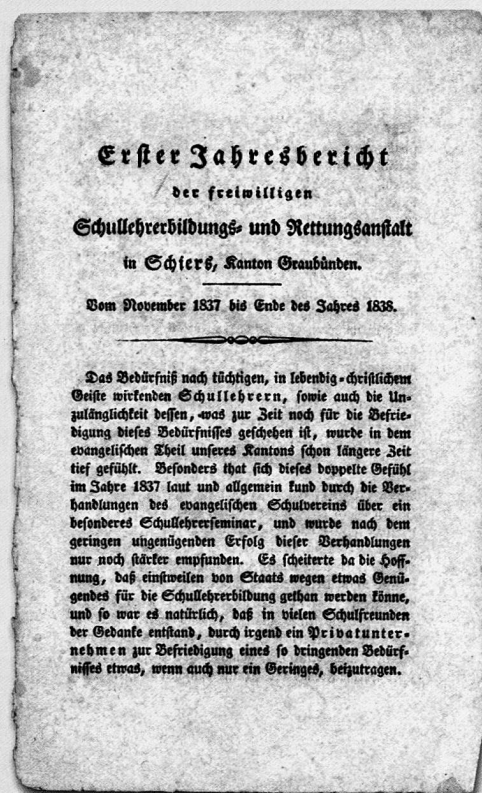 Erster Jahresbericht
der freiwilligen
Schullehrerbildungs- und Rettungsanstalt
in Schiers, Kanton Graubünden.
Vom November 1837 bis Ende des Jahres 1838.
Das Bedürfniß nach tüchtigen, in lebendig-christlichem
Geiste wirkenden Schullehrern, sowie auch die Un-
zulänglichkeit dessen, was zur Zeit noch für die Befrie-
digung dieses Bedürfnisses geschehen ist, wurde in dem
evangelischen Theil unseres Kantons schon längere Zeit
tief gefühlt. Besonders that sich dieses doppelte Gefühl
im Jahre 1837 laut und allgemein kund durch die Ver-
handlungen des evangelischen Schulvereins über ein
besonderes Schullehrerseminar, und wurde nach dem
geringen ungenügenden Erfolg dieser Verhandlungen
nur noch stärker empfunden. Es scheiterte da die Hoff-
nung, daß einstweilen von Staats wegen etwas Genü-
gendes für die Schullehrerbildung gethan werden könne,
und so war es natürlich, daß in vielen Schulfreunden
der Gedanke entstand, durch irgend ein Privatunter-
nehmen zur Befriedigung eines so dringenden Bedürf-
nisses etwas, wenn auch nur ein Geringes, beizutragen.